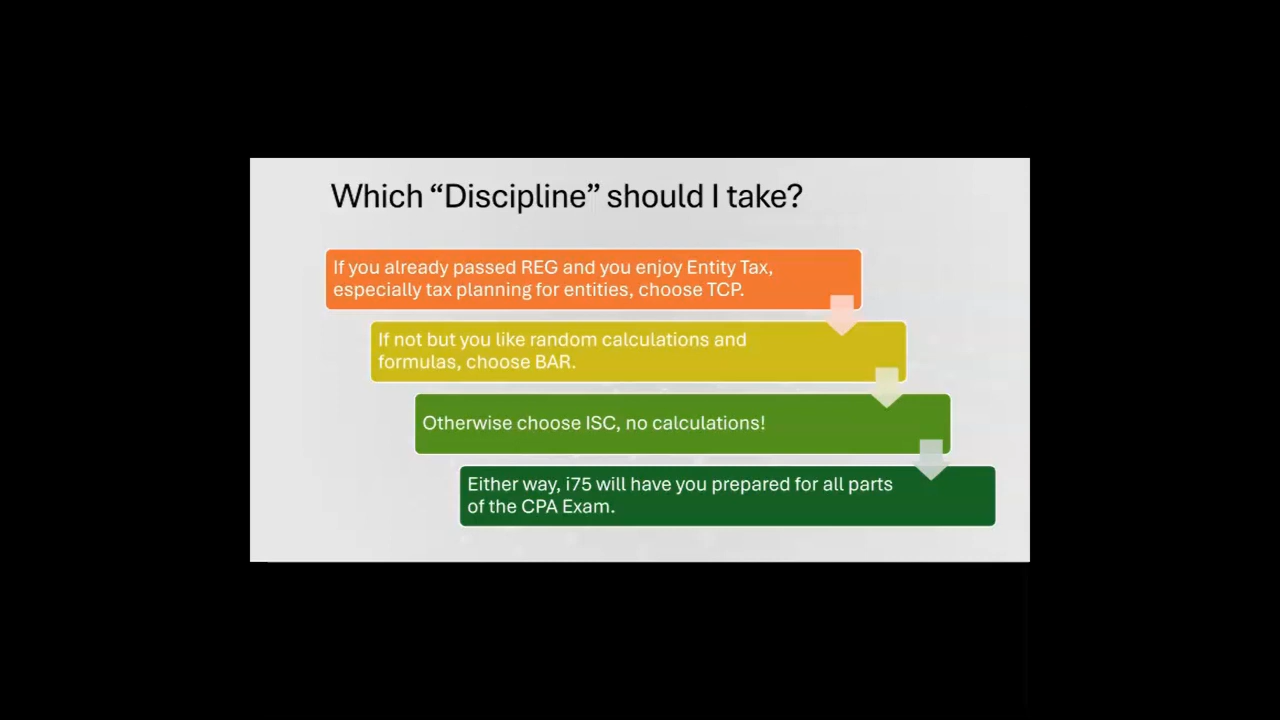 Which “Discipline” should I take?
If you already passed REG and you enjoy Entity Tax,
especially tax planning for entities, choose TCP.
If not but you like random calculations and
formulas, choose BAR.
Otherwise choose ISC, no calculations!
Either way, i75 will have you prepared for all parts
of the CPA Exam.